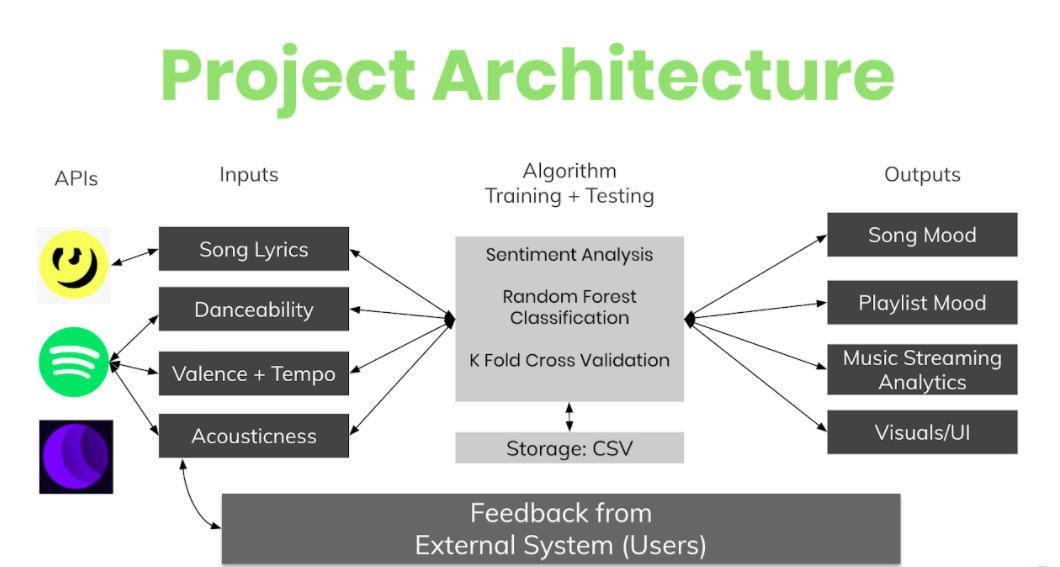 Project Architecture
APIs
Inputs
Algorithm
Training + Testing
Outputs
Song Lyrics
Danceability
Valence + Tempo
Acousticness
Sentiment Analysis
Random Forest
Classification
K Fold Cross Validation
Storage: CSV
Song Mood
Playlist Mood
Music Streaming
Analytics
Visuals/UI
Feedback from
External System (Users)